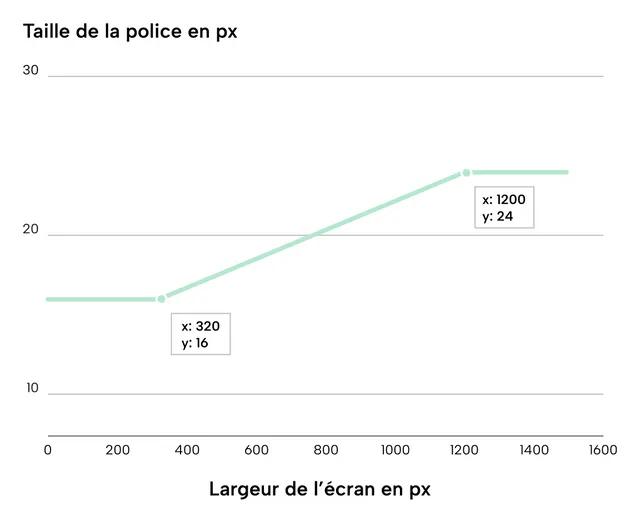 Taille de la police en px
30
20
10
x: 1200
y: 24
x: 320
y: 16
0 200 400 600 800 1000 1200 1400 1600
Largeur de l’écran en px